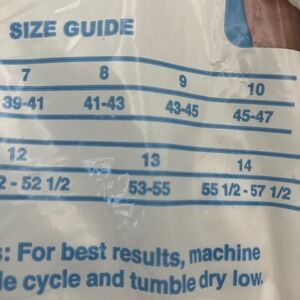 SIZE GUIDE
7 8 9 10
39-41 41-43 43-45 45-47
12 13 14
2 - 52 1/2 53-55 55 1/2 - 57 1/2
: For best results, machine
le cycle and tumble dry low.